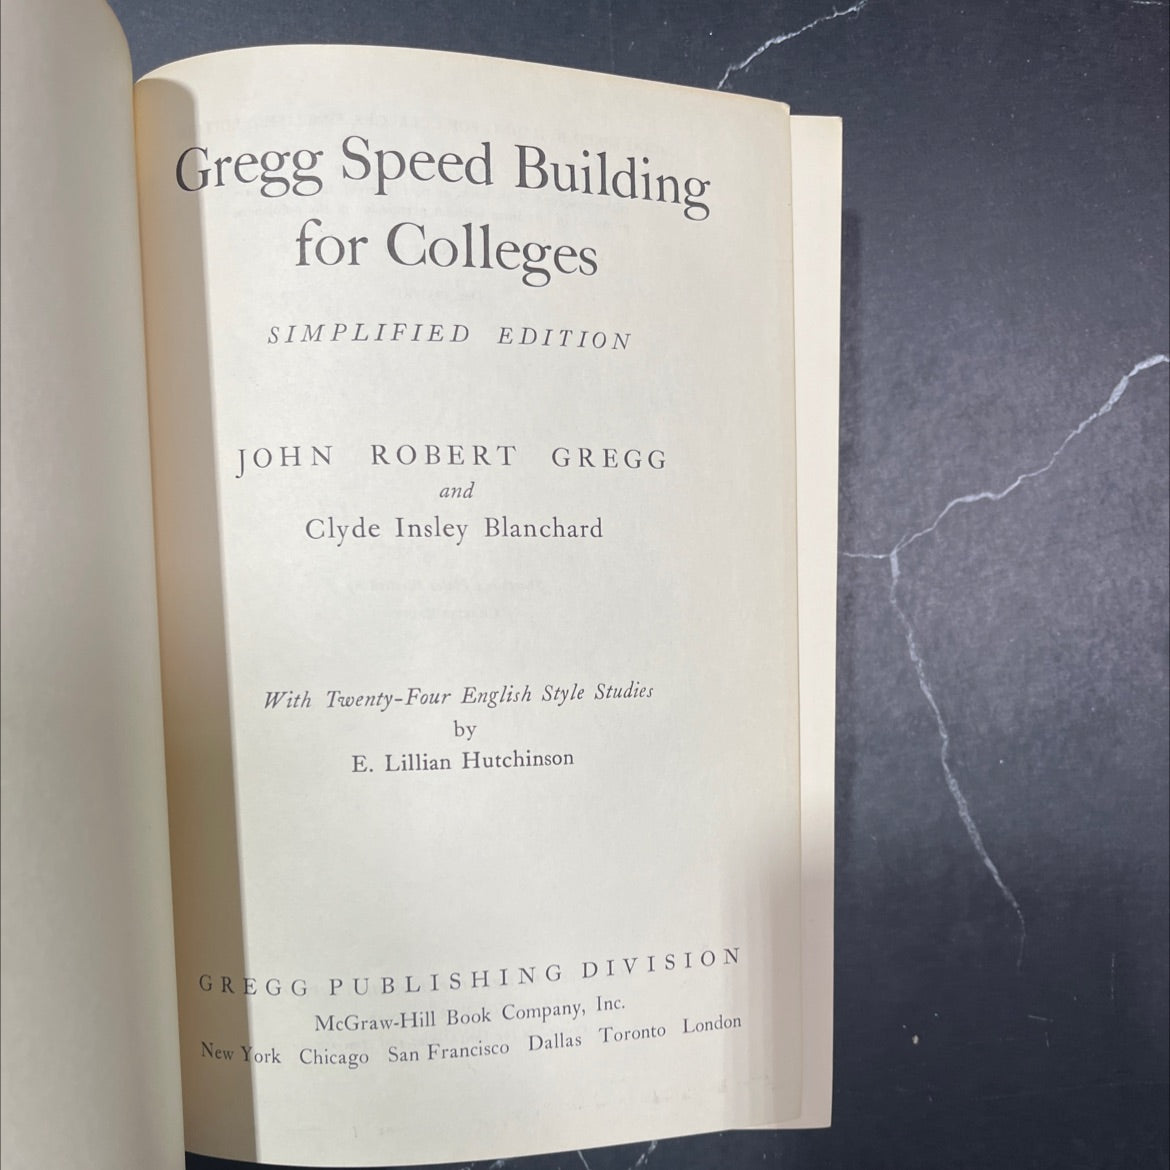 Gregg Speed Building
for Colleges
SIMPLIFIED EDITION
JOHN ROBERT GREGG
and
Clyde Insley Blanchard
With Twenty-Four English Style Studies
by
E. Lillian Hutchinson
GREGG PUBLISHING DIVISION
McGraw-Hill Book Company, Inc.
New York Chicago San Francisco Dallas Toronto London